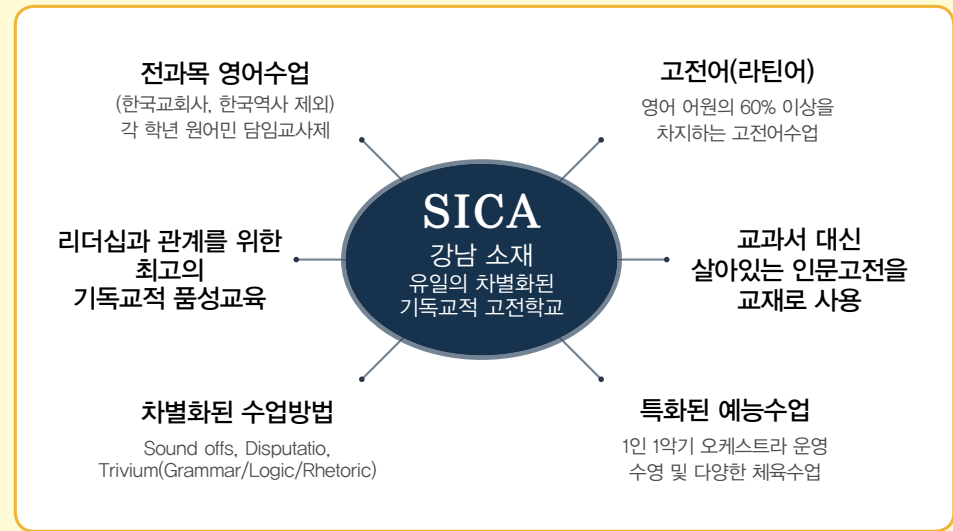 전과목 영어수업
(한국교회사, 한국역사 제외)
각 학년 원어민 담임교사제
고전어(라틴어)
영어 어원의 60% 이상을
차지하는 고전어수업
리더십과 관계를 위한
최고의
기독교적 품성교육
SICA
강남 소재
유일의 차별화된
기독교적 고전학교
교과서 대신
살아있는 인문고전을
교재로 사용
차별화된 수업방법
Sound offs, Disputatio,
Trivium(Grammar/Logic/Rhetoric)
특화된 예능수업
1인 1악기 오케스트라 운영
수영 및 다양한 체육수업